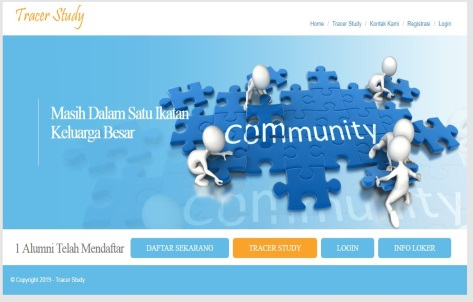 Tracer Study
Home / Tracer Study / Kontak Kami / Registrasi / Login
Masih Dalam Satu Ikatan
Keluarga Besar
community
community
1 Alumni Telah Mendaftar
DAFTAR SEKARANG
TRACER STUDY
LOGIN
INFO LOKER
© Copyright 2019 - Tracer Study